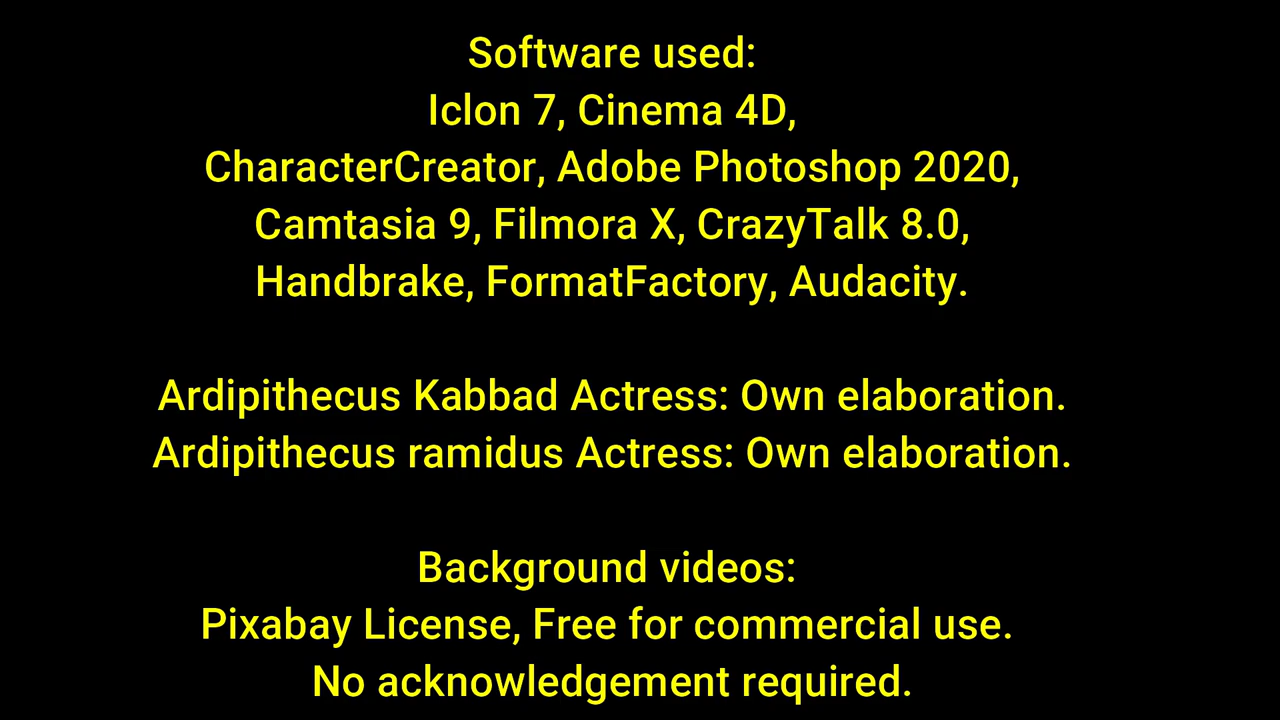 Software used:
Iclon 7, Cinema 4D,
CharacterCreator, Adobe Photoshop 2020,
Camtasia 9, Filmora X, CrazyTalk 8.0,
Handbrake, FormatFactory, Audacity.
Ardipithecus Kabbad Actress: Own elaboration.
Ardipithecus ramidus Actress: Own elaboration.
Background videos:
Pixabay License, Free for commercial use.
No acknowledgement required.